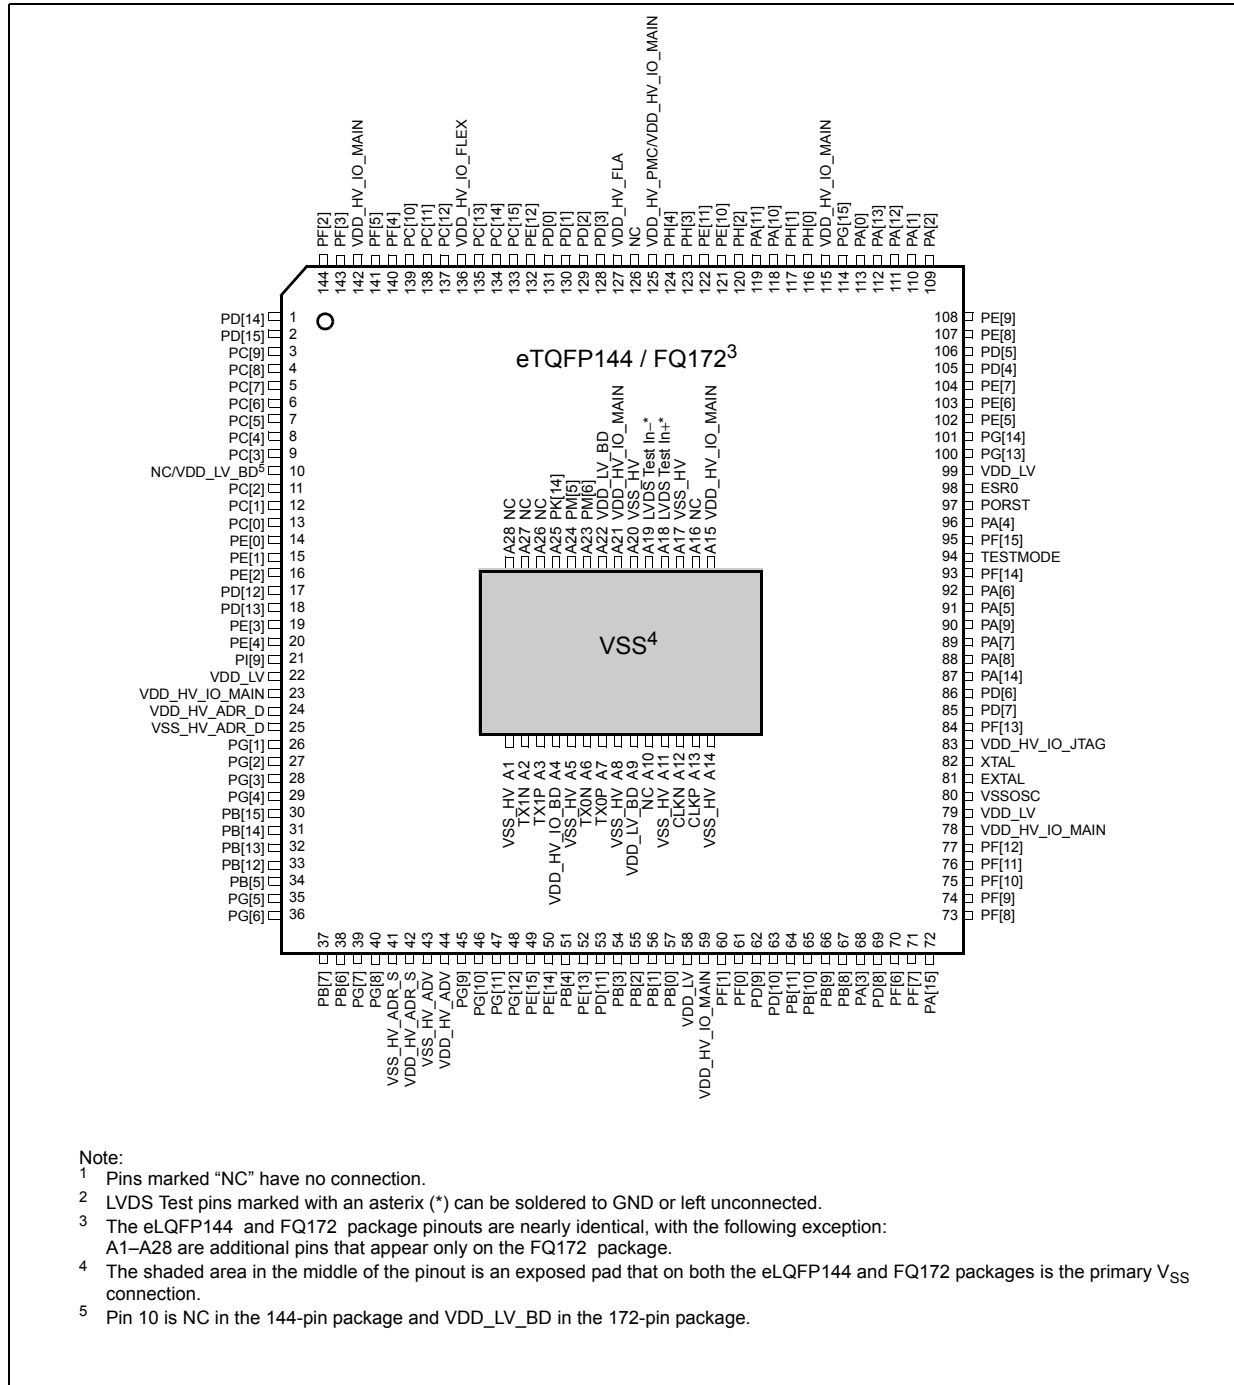 144 PF[2]
143 PF[3]
142 VDD_HV_IO_MAIN
141 PF[5]
140 PF[4]
139 PC[10]
138 PC[11]
137 PC[12]
136 VDD_HV_IO_FLEX
135 PC[13]
134 PC[14]
133 PC[15]
132 PE[12]
131 PD[0]
130 PD[1]
129 PD[2]
128 PD[3]
127 VDD_HV_FLA
126 NC
125 VDD_HV_PMC/VDD_HV_IO_MAIN
124 PH[4]
123 PH[3]
122 PE[11]
121 PE[10]
120 PH[2]
119 PA[11]
118 PA[10]
117 PH[1]
116 PH[0]
115 VDD_HV_IO_MAIN
114 PG[15]
113 PA[0]
112 PA[13]
111 PA[12]
110 PA[1]
109 PA[2]
PD[14] 1
PD[15] 2
PC[9] 3
PC[8] 4
PC[7] 5
PC[6] 6
PC[5] 7
PC[4] 8
PC[3] 9
NC/VDD_LV_BD5 10
PC[2] 11
PC[1] 12
PC[0] 13
PE[0] 14
PE[1] 15
PE[2] 16
PD[12] 17
PD[13] 18
PE[3] 19
PE[4] 20
PI[9] 21
VDD_LV 22
VDD_HV_IO_MAIN 23
VDD_HV_ADR_D 24
VSS_HV_ADR_D 25
PG[1] 26
PG[2] 27
PG[3] 28
PG[4] 29
PB[15] 30
PB[14] 31
PB[13] 32
PB[12] 33
PB[5] 34
PG[5] 35
PG[6] 36
eTQFP144 / FQ1723
A28 NC
A27 NC
A26 NC
A25 PK[14]
A24 PM[5]
A23 PM[6]
A22 VDD_LV_BD
A21 VDD_HV_IO_MAIN
A20 VSS_HV
A19 LVDS Test In–*
A18 LVDS Test In+*
A17 VSS_HV
A16 NC
A15 VDD_HV_IO_MAIN
VSS4
VSS_HV A1
TX1N A2
TX1P A3
VDD_HV_IO_BD A4
VSS_HV A5
TX0N A6
TX0P A7
VSS_HV A8
VDD_LV_BD A9
NC A10
VSS_HV A11
CLKN A12
CLKP A13
VSS_HV A14
108 PE[9]
107 PE[8]
106 PD[5]
105 PD[4]
104 PE[7]
103 PE[6]
102 PE[5]
101 PG[14]
100 PG[13]
99 VDD_LV
98 ESR0
97 PORST
96 PA[4]
95 PF[15]
94 TESTMODE
93 PF[14]
92 PA[6]
91 PA[5]
90 PA[9]
89 PA[7]
88 PA[8]
87 PA[14]
86 PD[6]
85 PD[7]
84 PF[13]
83 VDD_HV_IO_JTAG
82 XTAL
81 EXTAL
80 VSSOSC
79 VDD_LV
78 VDD_HV_IO_MAIN
77 PF[12]
76 PF[11]
75 PF[10]
74 PF[9]
73 PF[8]
PB[7] 37
PB[6] 38
PG[7] 39
PG[8] 40
VSS_HV_ADR_S 41
VDD_HV_ADR_S 42
VSS_HV_ADV 43
VDD_HV_ADV 44
PG[9] 45
PG[10] 46
PG[11] 47
PG[12] 48
PE[15] 49
PE[14] 50
PB[4] 51
PE[13] 52
PD[11] 53
PB[3] 54
PB[2] 55
PB[1] 56
PB[0] 57
VDD_LV 58
VDD_HV_IO_MAIN 59
PF[1] 60
PF[0] 61
PD[9] 62
PD[10] 63
PB[11] 64
PB[10] 65
PB[9] 66
PB[8] 67
PA[3] 68
PD[8] 69
PF[6] 70
PF[7] 71
PA[15] 72
Note:
1 Pins marked “NC” have no connection.
2 LVDS Test pins marked with an asterix (*) can be soldered to GND or left unconnected.
3 The eLQFP144 and FQ172 package pinouts are nearly identical, with the following exception:
A1–A28 are additional pins that appear only on the FQ172 package.
4 The shaded area in the middle of the pinout is an exposed pad that on both the eLQFP144 and FQ172 packages is the primary VSS
connection.
5 Pin 10 is NC in the 144-pin package and VDD_LV_BD in the 172-pin package.